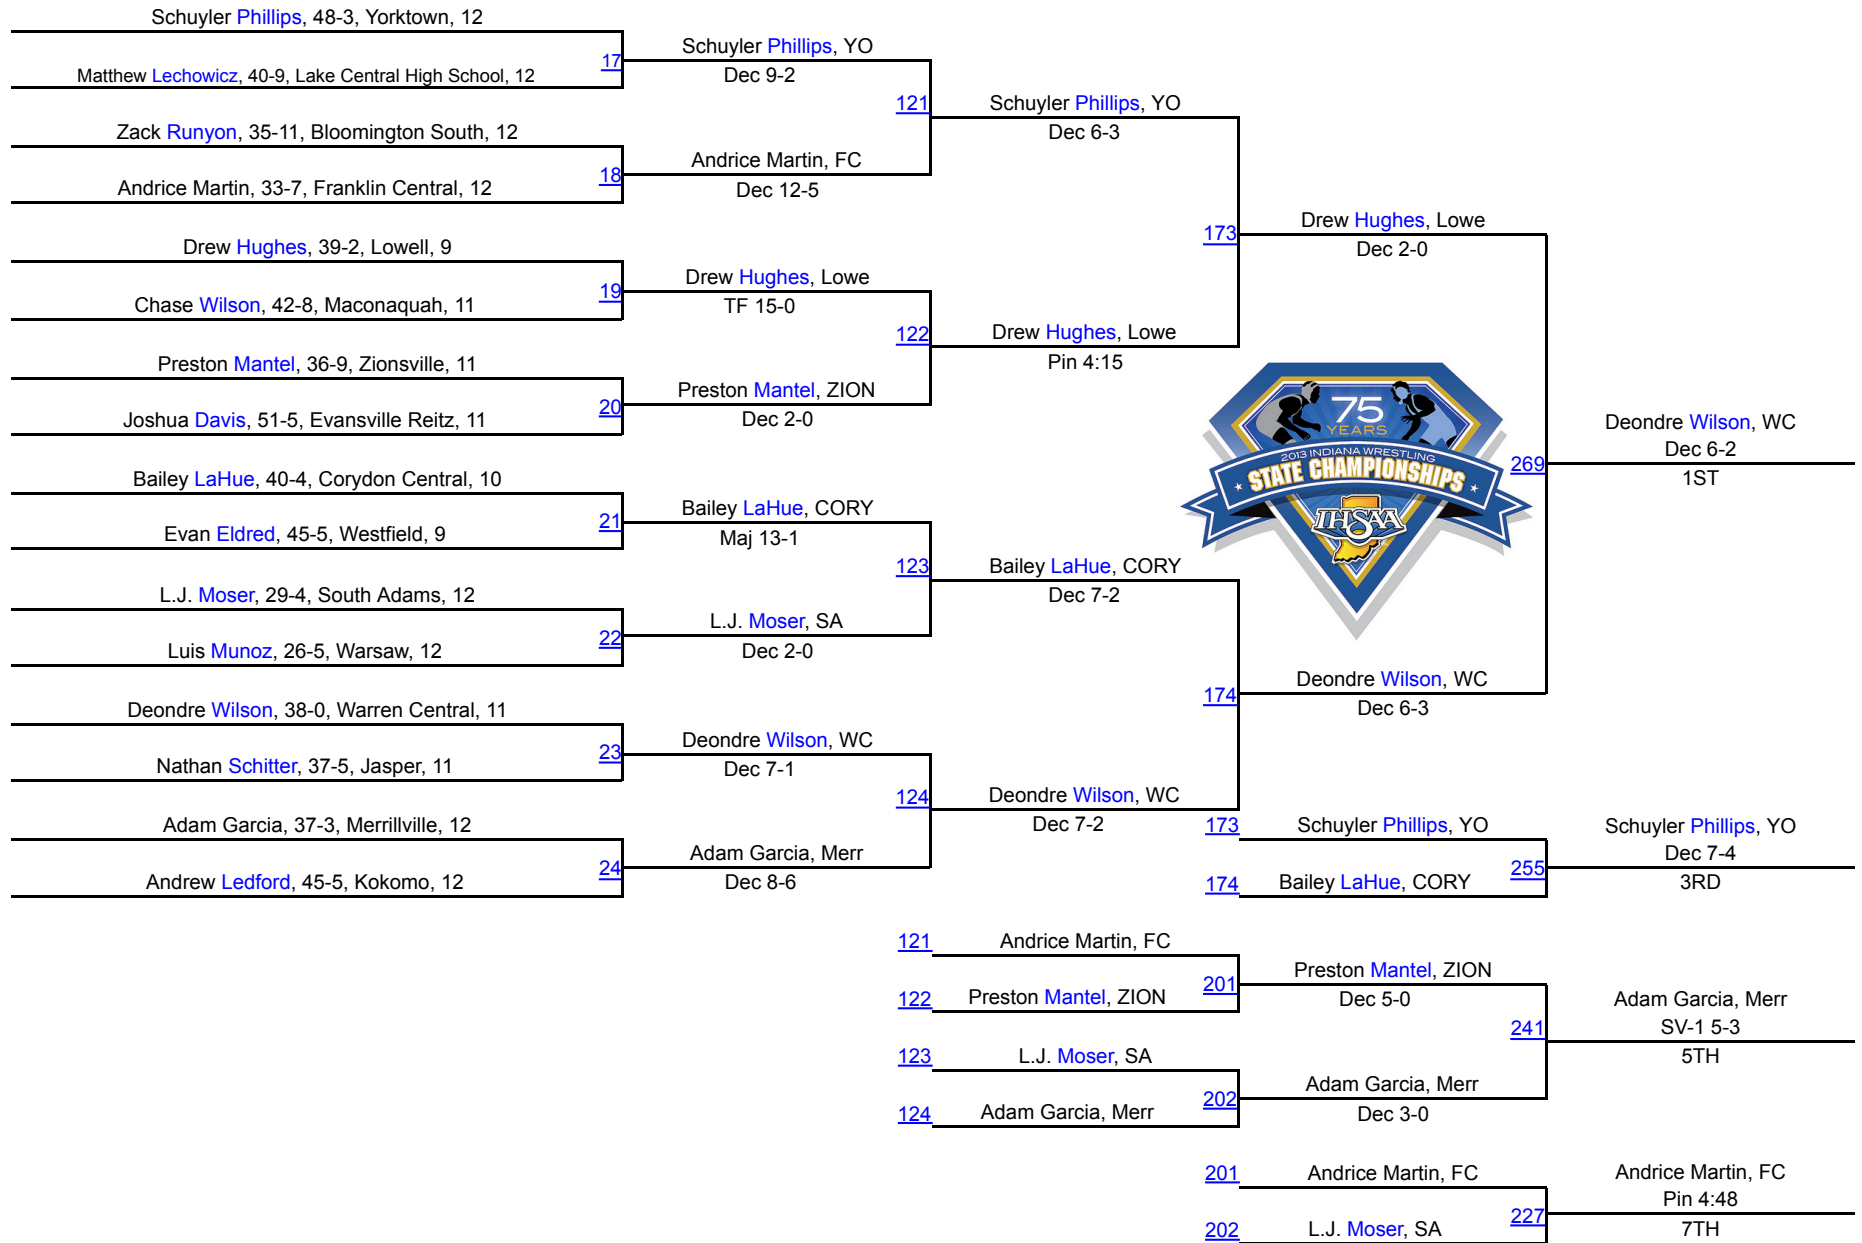 Schuyler Phillips, 48-3, Yorktown, 12
17
Matthew Lechowicz, 40-9, Lake Central High School, 12
Zack Runyon, 35-11, Bloomington South, 12
18
Andrice Martin, 33-7, Franklin Central, 12
Drew Hughes, 39-2, Lowell, 9
19
Chase Wilson, 42-8, Maconaquah, 11
Preston Mantel, 36-9, Zionsville, 11
20
Joshua Davis, 51-5, Evansville Reitz, 11
Bailey LaHue, 40-4, Corydon Central, 10
21
Evan Eldred, 45-5, Westfield, 9
L.J. Moser, 29-4, South Adams, 12
22
Luis Munoz, 26-5, Warsaw, 12
Deondre Wilson, 38-0, Warren Central, 11
23
Nathan Schitter, 37-5, Jasper, 11
Adam Garcia, 37-3, Merrillville, 12
24
Andrew Ledford, 45-5, Kokomo, 12
Schuyler Phillips, YO
Dec 9-2
121
Andrice Martin, FC
Dec 12-5
Drew Hughes, Lowe
TF 15-0
122
Preston Mantel, ZION
Dec 2-0
Bailey LaHue, CORY
Maj 13-1
123
L.J. Moser, SA
Dec 2-0
Deondre Wilson, WC
Dec 7-1
124
Adam Garcia, Merr
Dec 8-6
Schuyler Phillips, YO
Dec 6-3
173
Drew Hughes, Lowe
Pin 4:15
Bailey LaHue, CORY
Dec 7-2
174
Deondre Wilson, WC
Dec 7-2
Drew Hughes, Lowe
Dec 2-0
75
YEARS
2013 INDIANA WRESTLING
STATE CHAMPIONSHIPS
IHSAA
269
Deondre Wilson, WC
Dec 6-3
Deondre Wilson, WC
Dec 6-2
1ST
173
Schuyler Phillips, YO
174
Bailey LaHue, CORY
255
Schuyler Phillips, YO
Dec 7-4
3RD
121
Andrice Martin, FC
122
Preston Mantel, ZION
201
123
L.J. Moser, SA
124
Adam Garcia, Merr
202
Preston Mantel, ZION
Dec 5-0
241
Adam Garcia, Merr
Dec 3-0
Adam Garcia, Merr
SV-1 5-3
5TH
201
Andrice Martin, FC
202
L.J. Moser, SA
227
Andrice Martin, FC
Pin 4:48
7TH